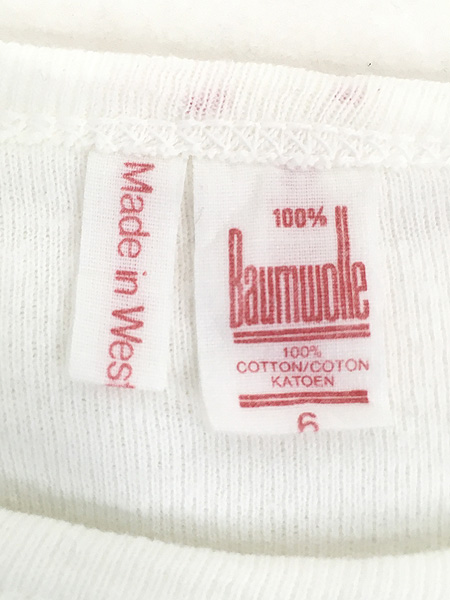 Made in West
100%
Baumwolle
100%
COTTON/COTON
KATOEN
6